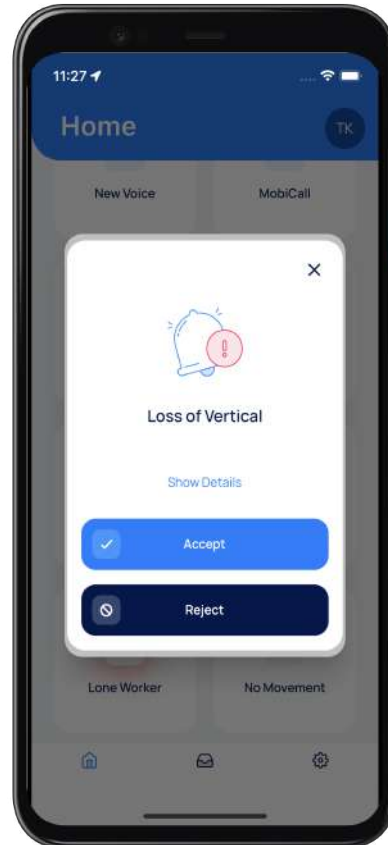 11:27
Home
TK
New Voice
MobiCall
Loss of Vertical
Show Details
Accept
Reject
Lone Worker
No Movement